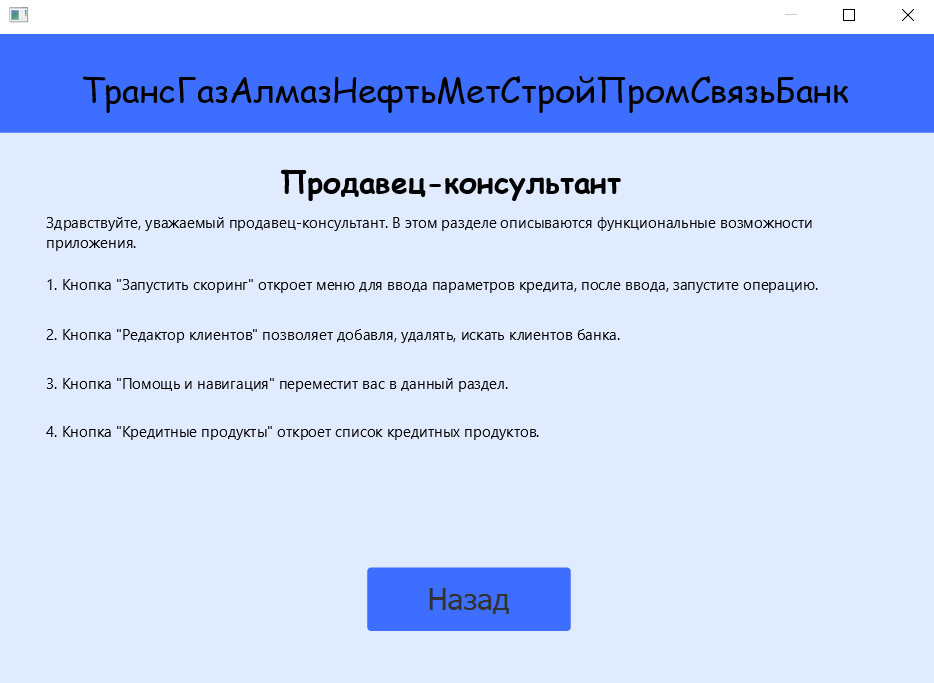 ТрансГазАлмазНефтьМетСтройПромСвязьБанк
Продавец-консультант
Здравствуйте, уважаемый продавец-консультант. В этом разделе описываются функциональные возможности
приложения.
1. Кнопка "Запустить скоринг" откроет меню для ввода параметров кредита, после ввода, запустите операцию.
2. Кнопка "Редактор клиентов" позволяет добавля, удалять, искать клиентов банка.
3. Кнопка "Помощь и навигация" переместит вас в данный раздел.
4. Кнопка "Кредитные продукты" откроет список кредитных продуктов.
Назад